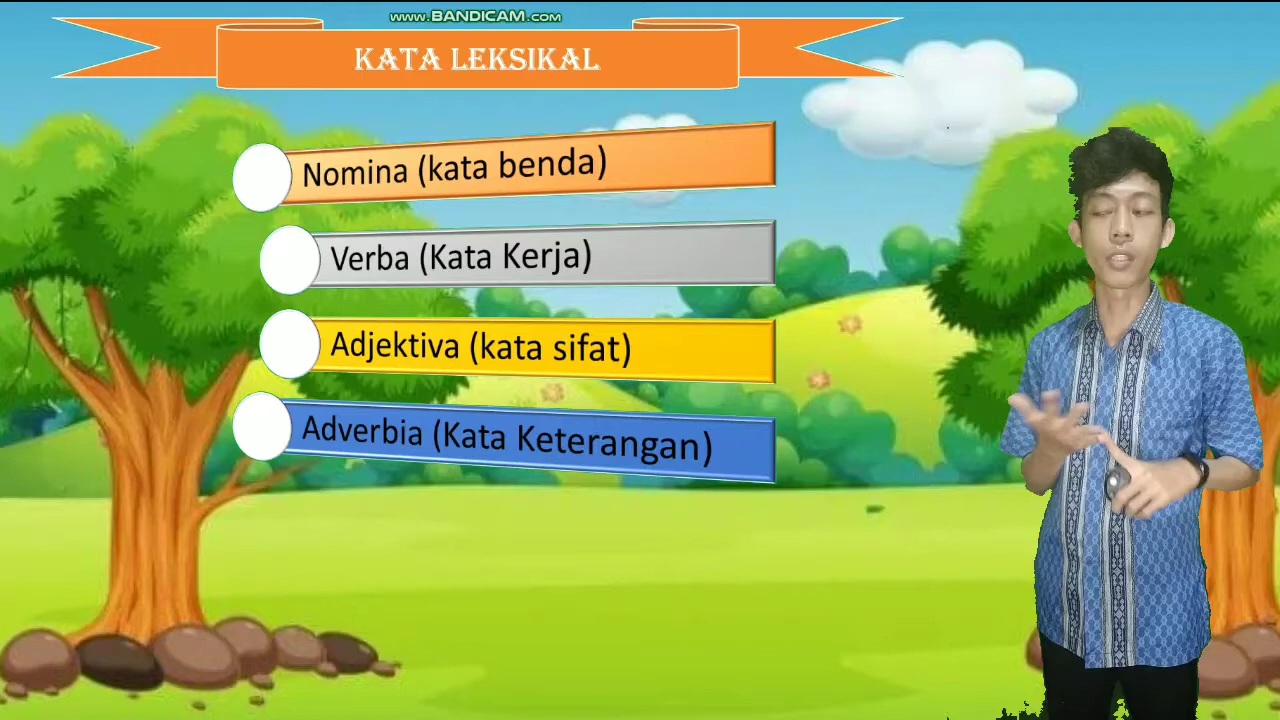 www.BANDICAM.com
KATA LEKSIKAL
Nomina (kata benda)
Verba (Kata Kerja)
Adjektiva (kata sifat)
Adverbia (Kata Keterangan)